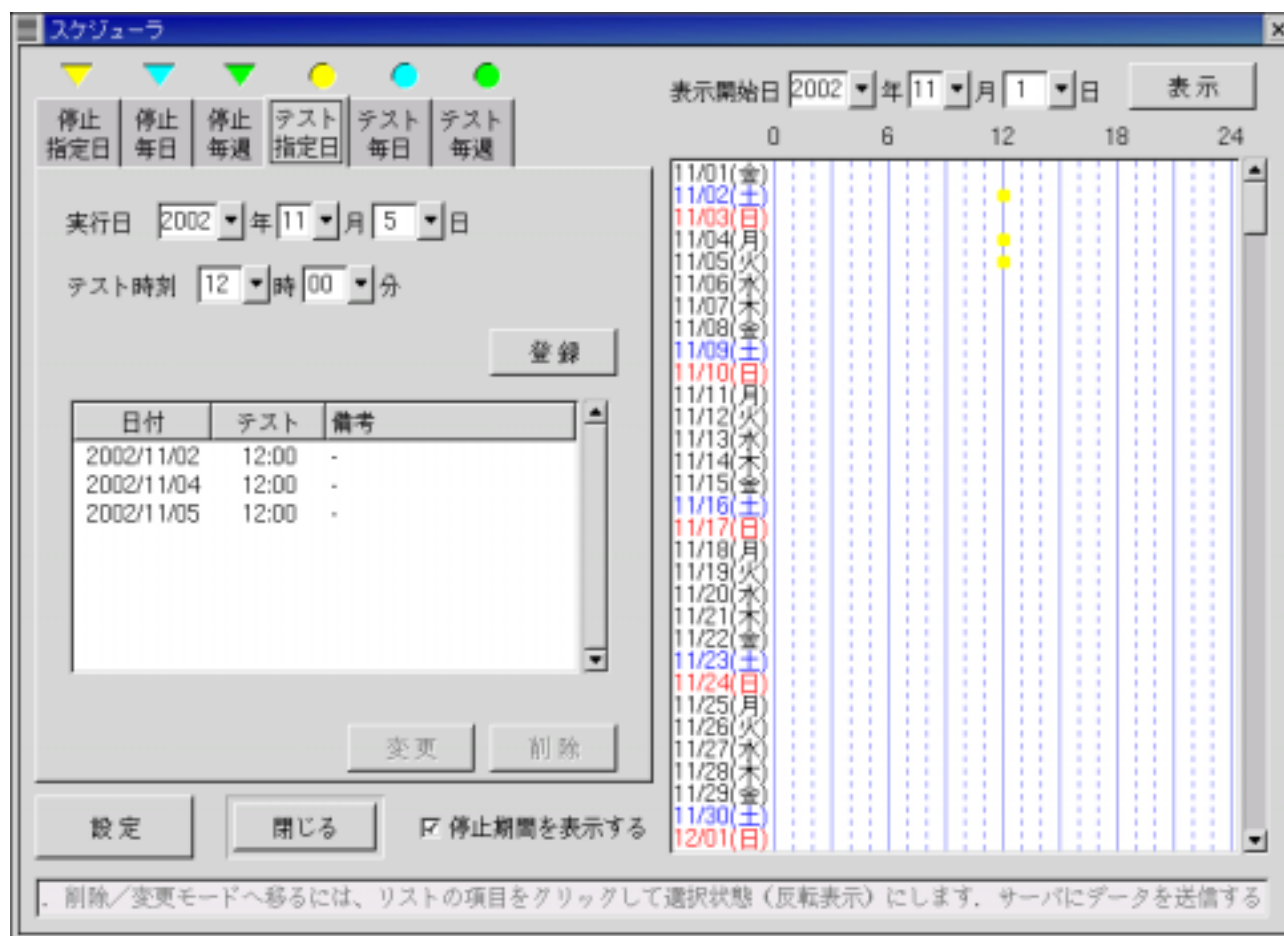 スケジューラ
停止 指定日
停止 毎日
停止 毎週
テスト 指定日
テスト 毎日
テスト 毎週
実行日 2002 年 11 月 5 日
テスト時刻 12 時 00 分
登録
日付 テスト 備考
2002/11/02 12:00 -
2002/11/04 12:00 -
2002/11/05 12:00 -
変更 削除
設定 閉じる 停止期間を表示する
表示開始日 2002 年 11 月 1 日 表示
0 6 12 18 24
11/01(金)
11/02(土)
11/03(日)
11/04(月)
11/05(火)
11/06(水)
11/07(木)
11/08(金)
11/09(土)
11/10(日)
11/11(月)
11/12(火)
11/13(水)
11/14(木)
11/15(金)
11/16(土)
11/17(日)
11/18(月)
11/19(火)
11/20(水)
11/21(木)
11/22(金)
11/23(土)
11/24(日)
11/25(月)
11/26(火)
11/27(水)
11/28(木)
11/29(金)
11/30(土)
12/01(日)
. 削除/変更モードへ移るには、リストの項目をクリックして選択状態(反転表示)にします. サーバにデータを送信する